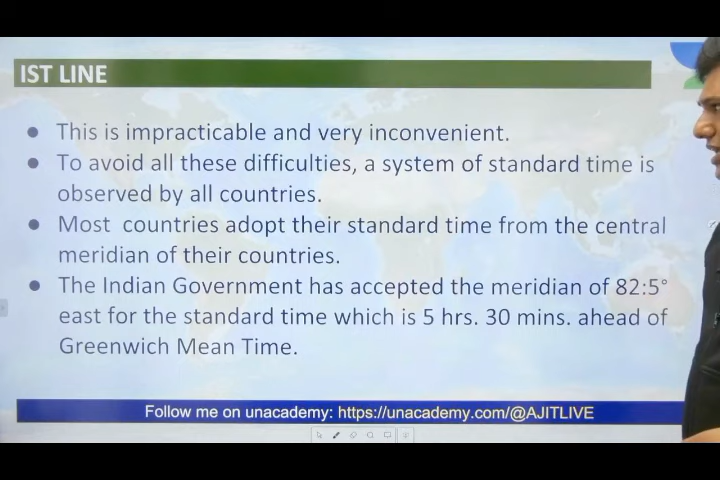 IST LINE
● This is impracticable and very inconvenient.
● To avoid all these difficulties, a system of standard time is
observed by all countries.
● Most countries adopt their standard time from the central
meridian of their countries.
● The Indian Government has accepted the meridian of 82:5°
east for the standard time which is 5 hrs. 30 mins. ahead of
Greenwich Mean Time.
Follow me on unacademy: https://unacademy.com/@AJITLIVE